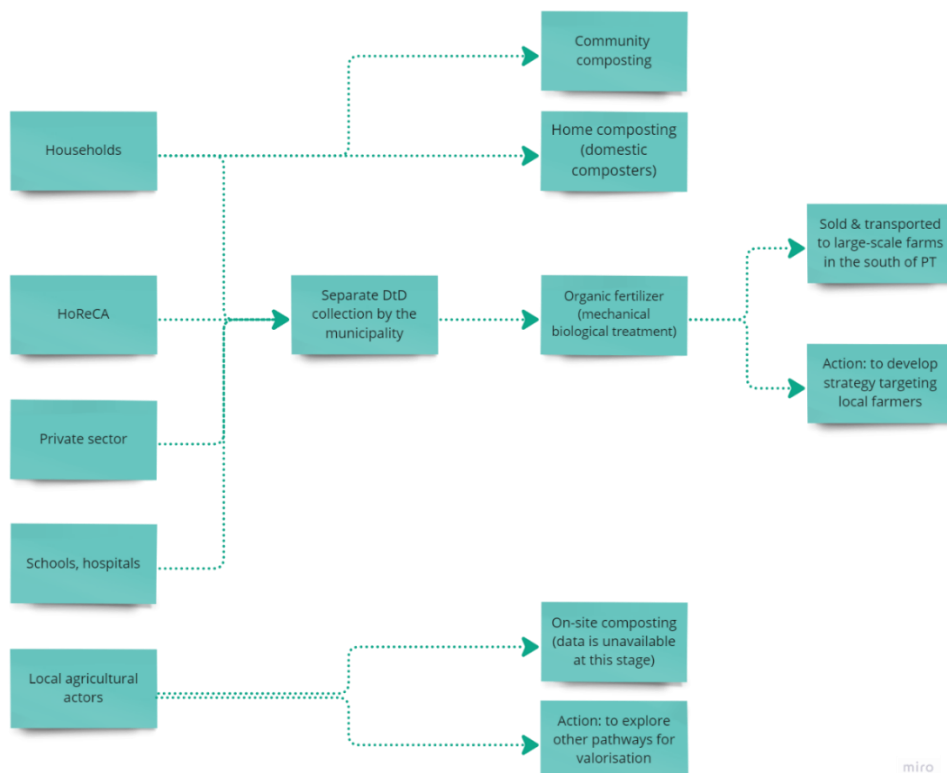 Community
composting
Households
Home composting
(domestic
composters)
Sold & transported
to large-scale farms
in the south of PT
HoReCA
Separate DtD
collection by the
municipality
Organic fertilizer
(mechanical
biological treatment)
Action: to develop
strategy targeting
local farmers
Private sector
Schools, hospitals
On-site composting
(data is unavailable
at this stage)
Local agricultural
actors
Action: to explore
other pathways for
valorisation
miro